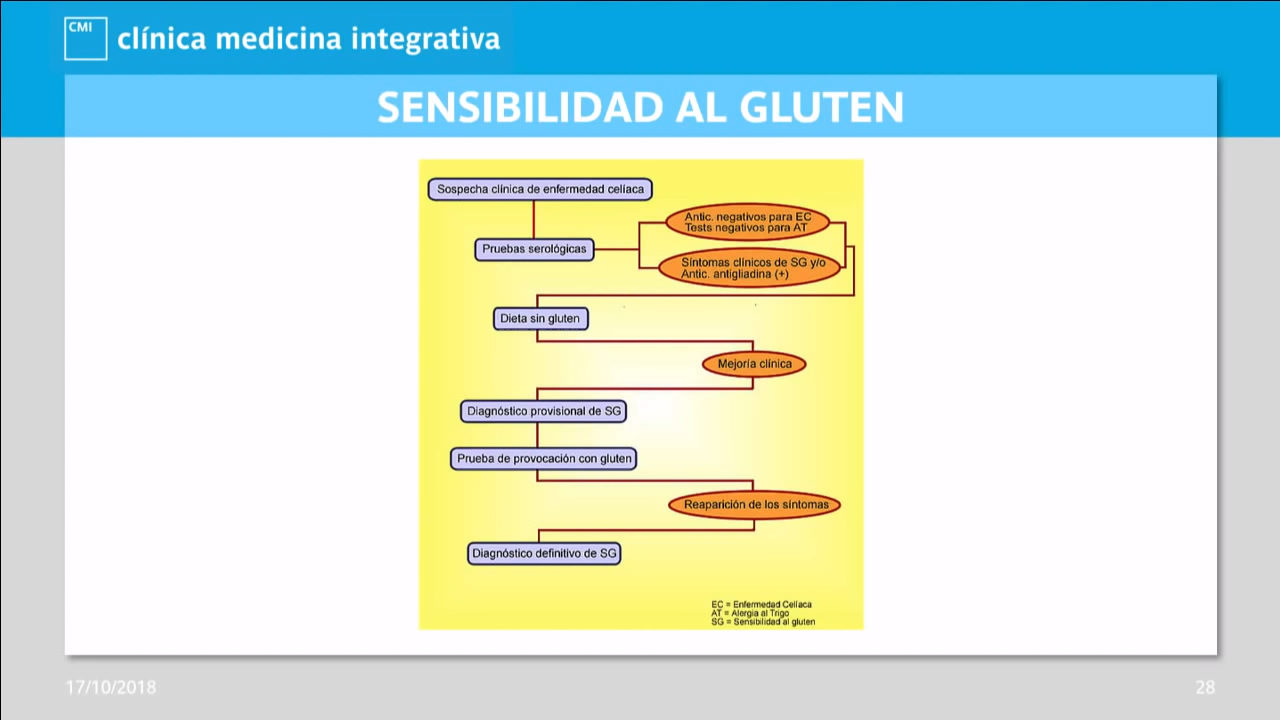 CMI
clínica medicina integrativa
SENSIBILIDAD AL GLUTEN
Sospecha clínica de enfermedad celíaca
Antic. negativos para EC
Tests negativos para AT
Pruebas serológicas
Síntomas clínicos de SG y/o
Antic. antigliadina (+)
Dieta sin gluten
Mejoría clínica
Diagnóstico provisional de SG
Prueba de provocación con gluten
Reaparición de los síntomas
Diagnóstico definitivo de SG
EC = Enfermedad Celíaca
AT = Alergia al Trigo
SG = Sensibilidad al gluten
17/10/2018
28